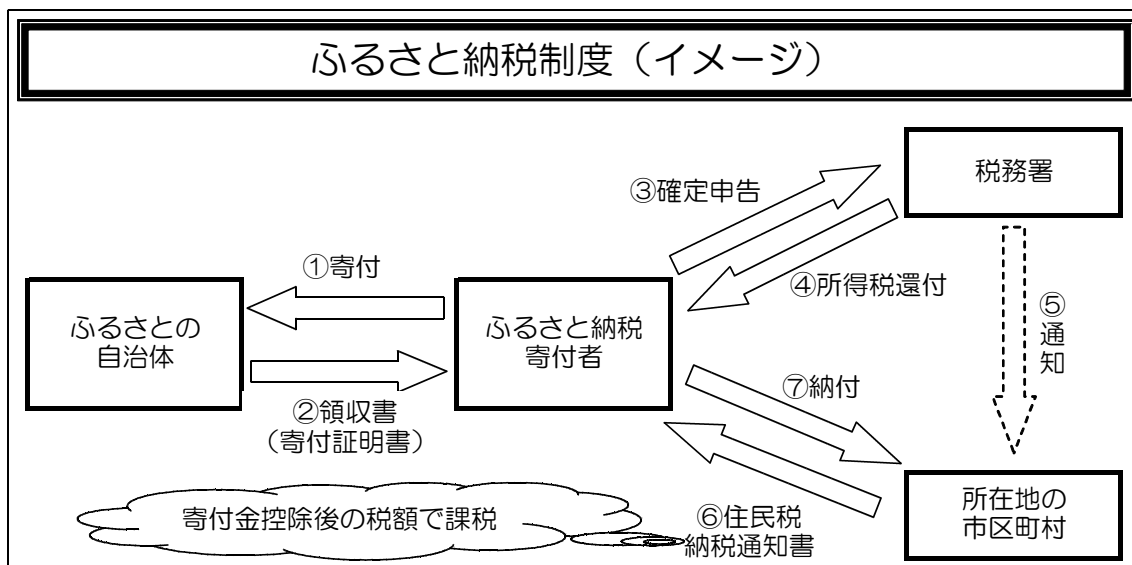 ふるさと納税制度（イメージ）
税務署
③確定申告
①寄付
④所得税還付
⑤
通
知
ふるさとの
自治体
ふるさと納税
寄付者
②領収書
（寄付証明書）
⑦納付
寄付金控除後の税額で課税
⑥住民税
納税通知書
所在地の
市区町村